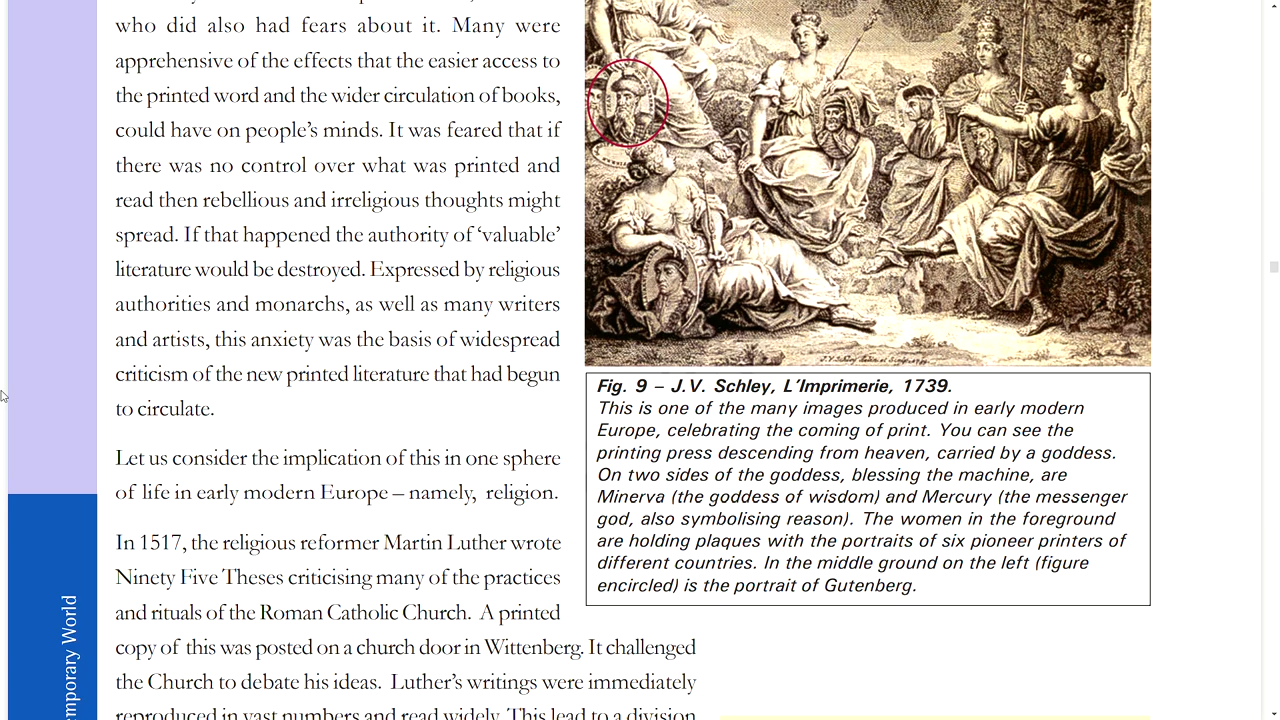 who did also had fears about it. Many were
apprehensive of the effects that the easier access to
the printed word and the wider circulation of books,
could have on people’s minds. It was feared that if
there was no control over what was printed and
read then rebellious and irreligious thoughts might
spread. If that happened the authority of ‘valuable’
literature would be destroyed. Expressed by religious
authorities and monarchs, as well as many writers
and artists, this anxiety was the basis of widespread
criticism of the new printed literature that had begun
to circulate.
Let us consider the implication of this in one sphere
of life in early modern Europe – namely, religion.
In 1517, the religious reformer Martin Luther wrote
Ninety Five Theses criticising many of the practices
and rituals of the Roman Catholic Church. A printed
copy of this was posted on a church door in Wittenberg. It challenged
the Church to debate his ideas. Luther’s writings were immediately
reproduced in vast numbers and read widely. This lead to a division
Fig. 9 – J.V. Schley, L’Imprimerie, 1739.
This is one of the many images produced in early modern
Europe, celebrating the coming of print. You can see the
printing press descending from heaven, carried by a goddess.
On two sides of the goddess, blessing the machine, are
Minerva (the goddess of wisdom) and Mercury (the messenger
god, also symbolising reason). The women in the foreground
are holding plaques with the portraits of six pioneer printers of
different countries. In the middle ground on the left (figure
encircled) is the portrait of Gutenberg.
mporary World